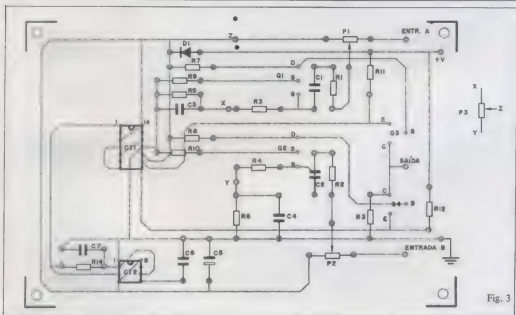 Z
P1
ENTR. A
+V
D1
R7
D
Q1
R9
S
R5
G
C1
R1
R11
C3
X
R3
E
X
P3
Z
Y
1
14
CI1
R8
D
Q3
B
R10
Q2
S
C
SAÍDA
R4
G
C2
R2
C
Y
R6
C4
R3
B
E
R12
C7
R14
1
8
CI2
C6
C5
P2
ENTRADA B
Fig. 3